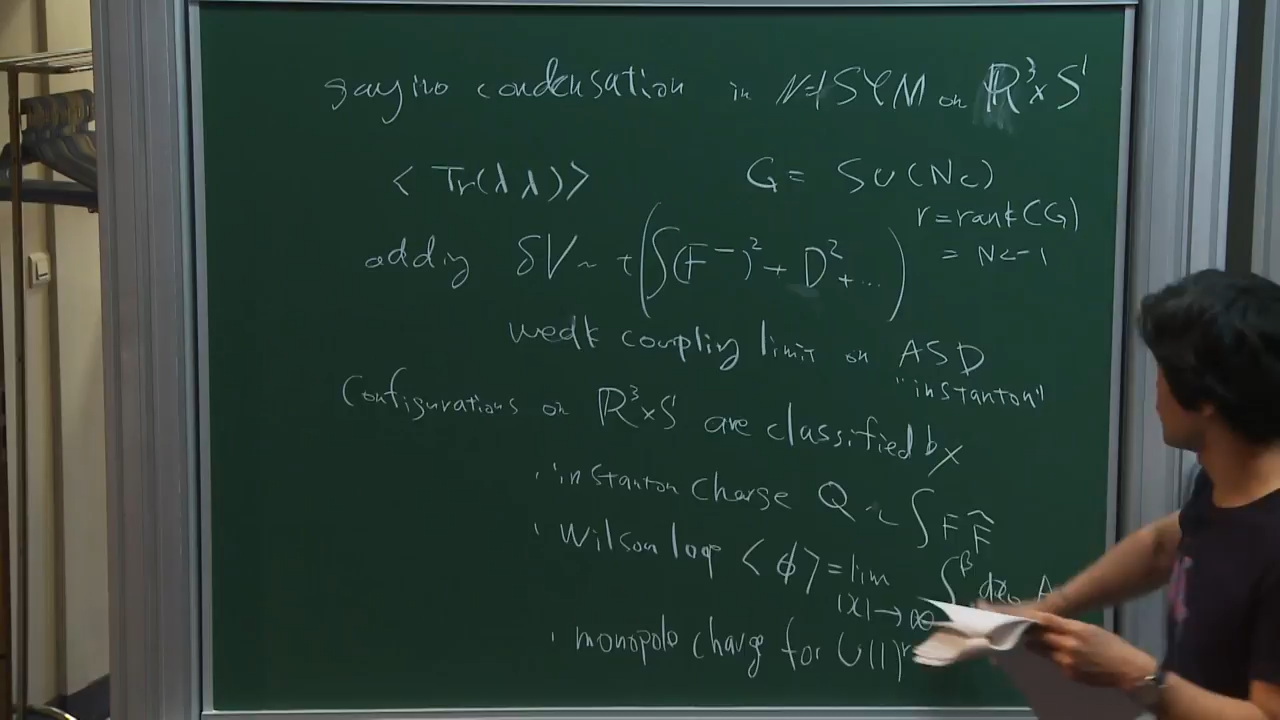 gaugino condensation in N=1 SYM on ℝ³×S¹
< Tr(λλ)>
G = SU(Nc)
r = rank(G)
= Nc-1
adding δV ~ t(∫(F⁻)² + D² + ...)
weak coupling limit on ASD
"instanton"
Configurations on ℝ³×S¹ are classified by
· instanton charge Q ~ ∫ F F̃
· Wilson loop <φ> = lim |x|→∞ ∫^β dx₀ A
· monopole charge for U(1)^r